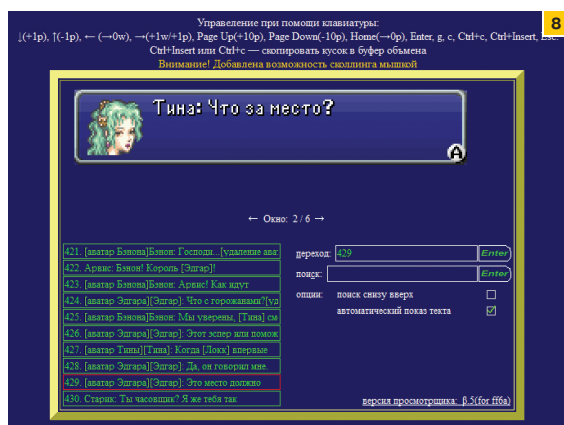 8
Управеление при помощи клавиатуры:
↓(+1p), ↑(-1p), ← (→0w), →(+1w/+1p), Page Up(+10p), Page Down(-10p), Home(→0p), Enter, g, c, Ctrl+c, Ctrl+Insert, Esc.
Ctrl+Insert или Ctrl+c — скопировать кусок в буфер обмена
Внимание! Добавлена возможность сколлинга мышкой
Тина: Что за место?
A
← Окно: 2 / 6 →
421. [аватар Бэнона]Бэнон: Господи...[удаление ава
422. Арвис: Бэнон! Король [Эдгар]!
423. [аватар Бэнона]Бэнон: Арвис! Как идут
424. [аватар Эдгара][Эдгар]: Что с горожанами?[уд
425. [аватар Бэнона]Бэнон: Мы уверены, [Тина] см
426. [аватар Эдгара][Эдгар]: Этот эспер или помож
427. [аватар Тины][Тина]: Когда [Локк] впервые
428. [аватар Эдгара][Эдгар]: Да, он говорил мне.
429. [аватар Эдгара][Эдгар]: Это место должно
430. Старик: Ты часовщик? Я же тебя так
переход: 429 Enter
поиск: Enter
опции: поиск снизу вверх
автоматический показ текта
версия просмотрщика: β.5(for ff6a)